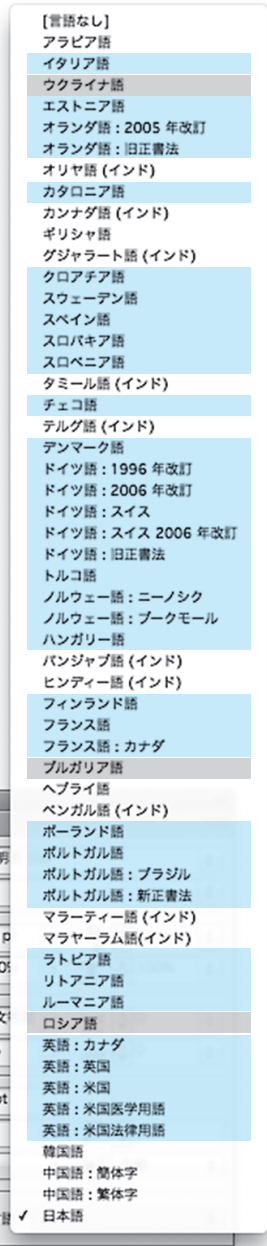 [言語なし]
アラビア語
イタリア語
ウクライナ語
エストニア語
オランダ語 : 2005 年改訂
オランダ語 : 旧正書法
オリヤ語 (インド)
カタロニア語
カンナダ語 (インド)
ギリシャ語
グジャラート語 (インド)
クロアチア語
スウェーデン語
スペイン語
スロバキア語
スロベニア語
タミール語 (インド)
チェコ語
テルグ語 (インド)
デンマーク語
ドイツ語 : 1996 年改訂
ドイツ語 : 2006 年改訂
ドイツ語 : スイス
ドイツ語 : スイス 2006 年改訂
ドイツ語 : 旧正書法
トルコ語
ノルウェー語 : ニーノシク
ノルウェー語 : ブークモール
ハンガリー語
パンジャブ語 (インド)
ヒンディー語 (インド)
フィンランド語
フランス語
フランス語 : カナダ
ブルガリア語
ヘブライ語
ベンガル語 (インド)
ポーランド語
ポルトガル語
ポルトガル語 : ブラジル
ポルトガル語 : 新正書法
マラーティー語 (インド)
マラヤーラム語(インド)
ラトビア語
リトアニア語
ルーマニア語
ロシア語
英語 : カナダ
英語 : 英国
英語 : 米国
英語 : 米国医学用語
英語 : 米国法律用語
韓国語
中国語 : 簡体字
中国語 : 繁体字
✓ 日本語